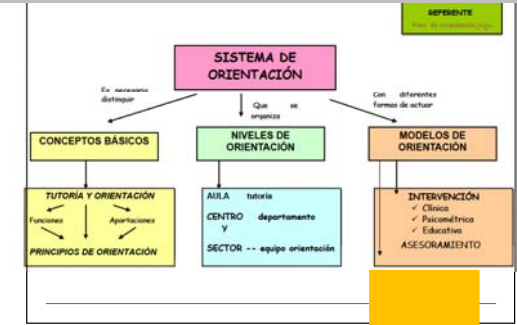 REFERENTE
SISTEMA DE
ORIENTACIÓN
Es necesario
distinguir
Que se
organiza
Con diferentes
formas de actuar
CONCEPTOS BÁSICOS
NIVELES DE
ORIENTACIÓN
MODELOS DE
ORIENTACIÓN
TUTORÍA Y ORIENTACIÓN
Funciones Aportaciones
PRINCIPIOS DE ORIENTACIÓN
AULA tutoria
CENTRO departamento
Y
SECTOR -- equipo orientación
INTERVENCIÓN
✓ Clínica
✓ Psicométrica
✓ Educativa
ASESORAMIENTO